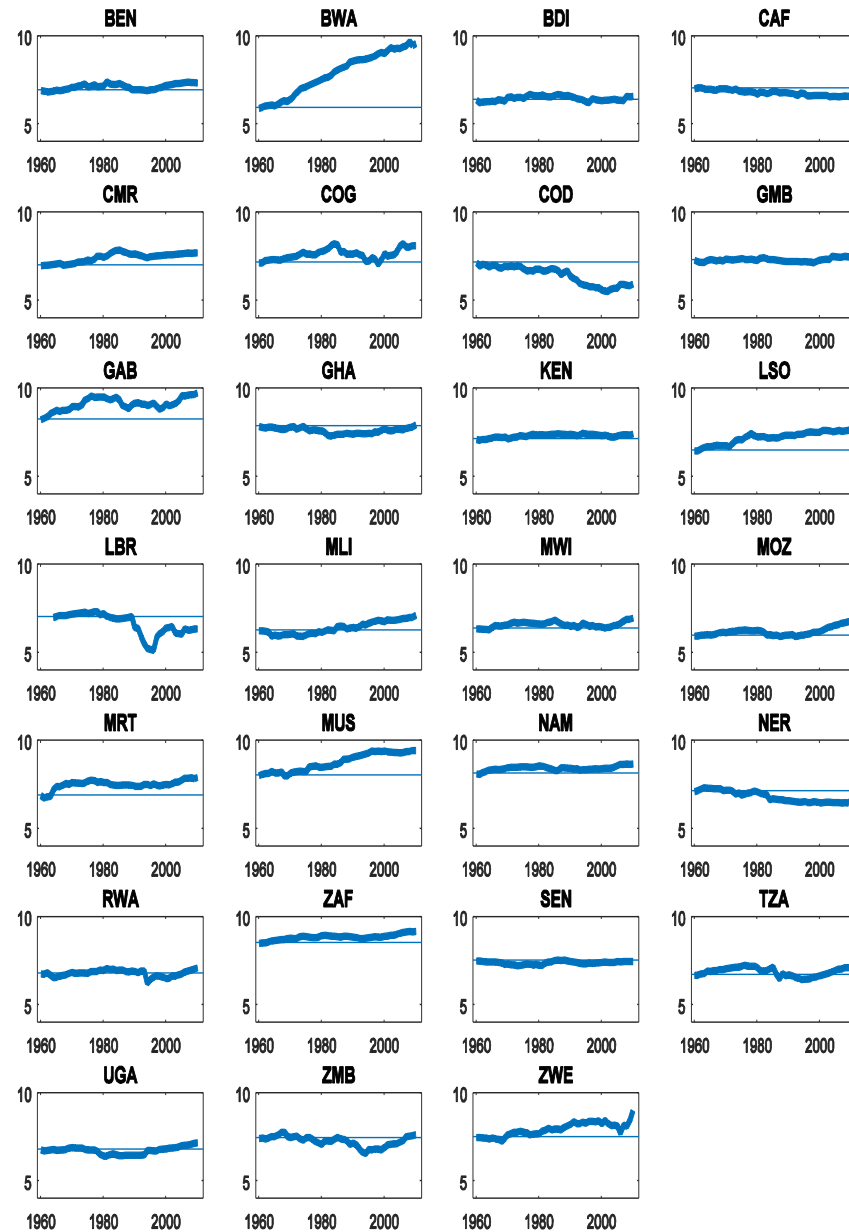 BEN BWA BDI CAF
10 10 10 10
5 5 5 5
1960 1980 2000 1960 1980 2000 1960 1980 2000 1960 1980 2000
CMR COG COD GMB
10 10 10 10
5 5 5 5
1960 1980 2000 1960 1980 2000 1960 1980 2000 1960 1980 2000
GAB GHA KEN LSO
10 10 10 10
5 5 5 5
1960 1980 2000 1960 1980 2000 1960 1980 2000 1960 1980 2000
LBR MLI MWI MOZ
10 10 10 10
5 5 5 5
1960 1980 2000 1960 1980 2000 1960 1980 2000 1960 1980 2000
MRT MUS NAM NER
10 10 10 10
5 5 5 5
1960 1980 2000 1960 1980 2000 1960 1980 2000 1960 1980 2000
RWA ZAF SEN TZA
10 10 10 10
5 5 5 5
1960 1980 2000 1960 1980 2000 1960 1980 2000 1960 1980 2000
UGA ZMB ZWE
10 10 10
5 5 5
1960 1980 2000 1960 1980 2000 1960 1980 2000